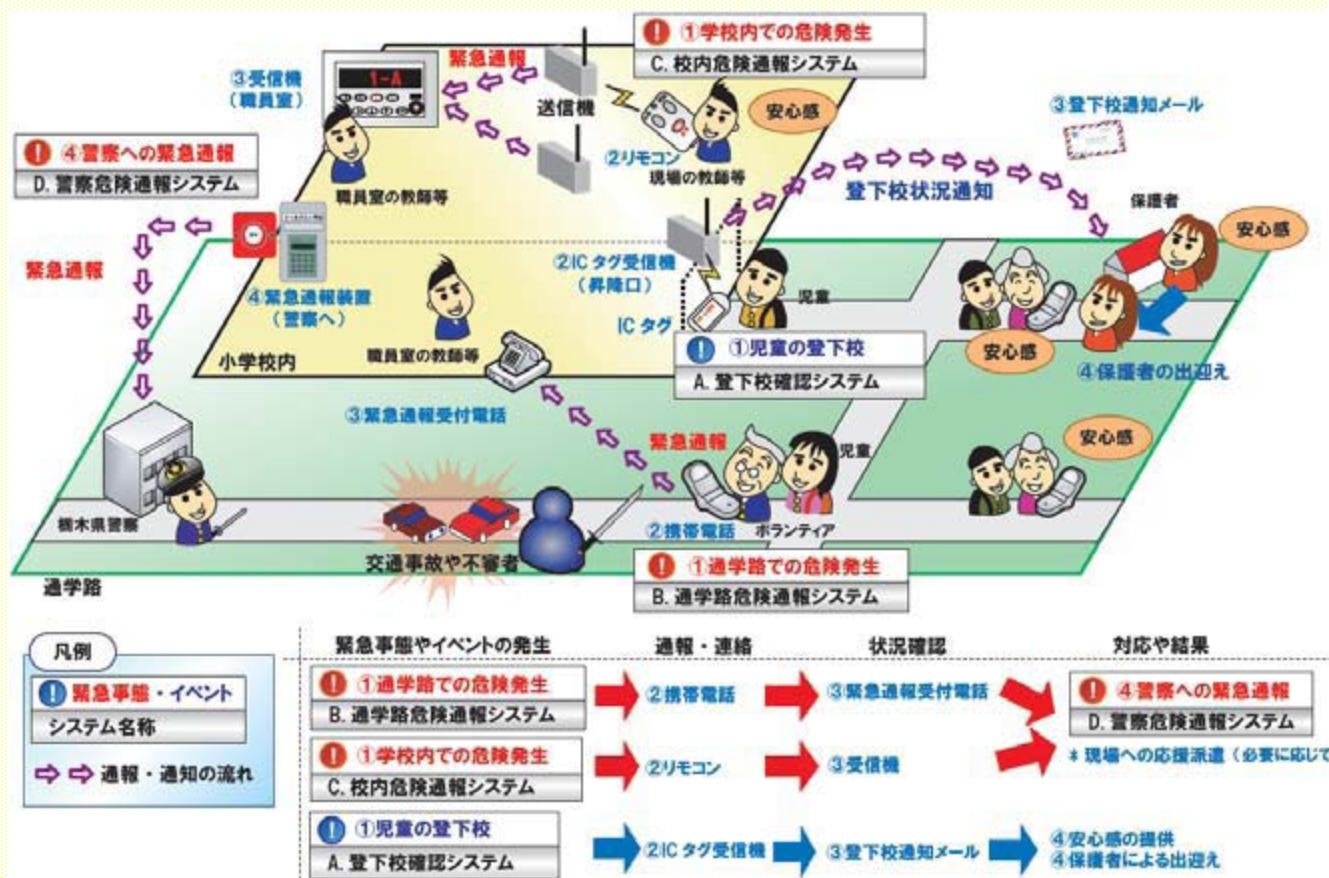 ① 学校内での危険発生
C. 校内危険通報システム
緊急通報
③受信機
(職員室)
1-A
送信機
安心感
③登下校通知メール
④警察への緊急通報
D. 警察危険通報システム
②リモコン
現場の教師等
職員室の教師等
登下校状況通知
保護者
安心感
緊急通報
②ICタグ受信機
(昇降口)
④緊急通報装置
(警察へ)
児童
ICタグ
職員室の教師等
小学校内
①児童の登下校
A. 登下校確認システム
安心感
④保護者の出迎え
③緊急通報受付電話
緊急通報
児童
安心感
栃木県警察
②携帯電話
ボランティア
交通事故や不審者
①通学路での危険発生
B. 通学路危険通報システム
通学路
凡例
緊急事態・イベント
システム名称
通報・通知の流れ
緊急事態やイベントの発生
通報・連絡
状況確認
対応や結果
①通学路での危険発生
B. 通学路危険通報システム
②携帯電話
③緊急通報受付電話
④警察への緊急通報
D. 警察危険通報システム
①学校内での危険発生
C. 校内危険通報システム
②リモコン
③受信機
* 現場への応援派遣(必要に応じて
①児童の登下校
A. 登下校確認システム
②ICタグ受信機
③登下校通知メール
④安心感の提供
④保護者による出迎え